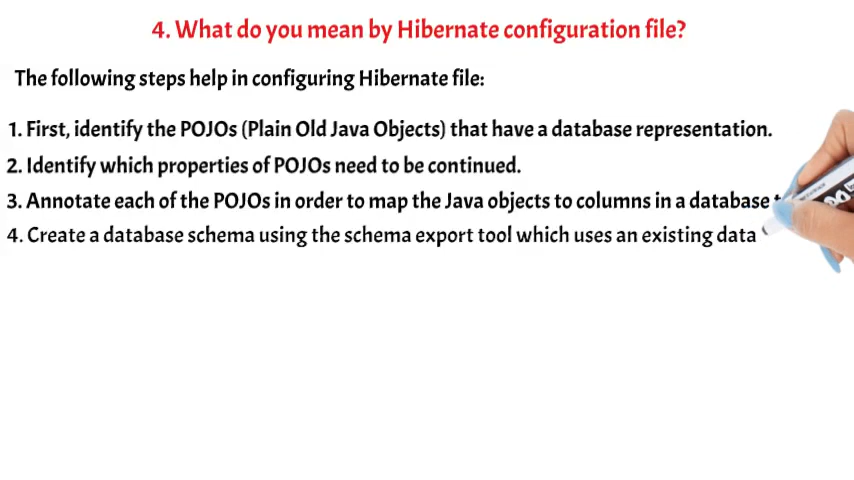 4. What do you mean by Hibernate configuration file?
The following steps help in configuring Hibernate file:
1. First, identify the POJOs (Plain Old Java Objects) that have a database representation.
2. Identify which properties of POJOs need to be continued.
3. Annotate each of the POJOs in order to map the Java objects to columns in a database
4. Create a database schema using the schema export tool which uses an existing data